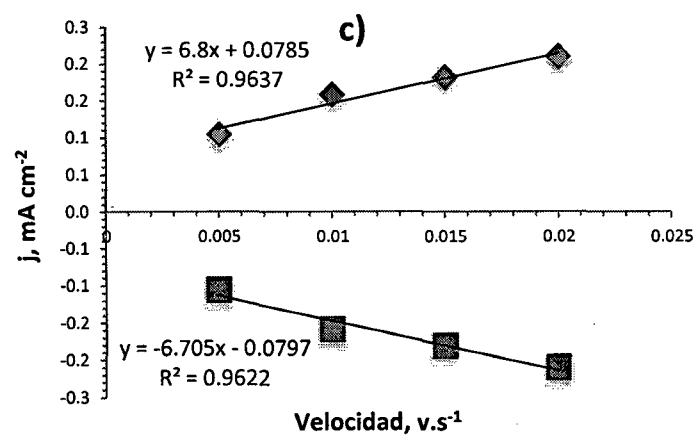 c)
y = 6.8x + 0.0785
R² = 0.9637
0.3
0.2
0.2
0.1
0.1
0.0
-0.1
-0.1
-0.2
-0.2
-0.3
j, mA cm⁻²
0 0.005 0.01 0.015 0.02 0.025
y = -6.705x - 0.0797
R² = 0.9622
Velocidad, v.s⁻¹